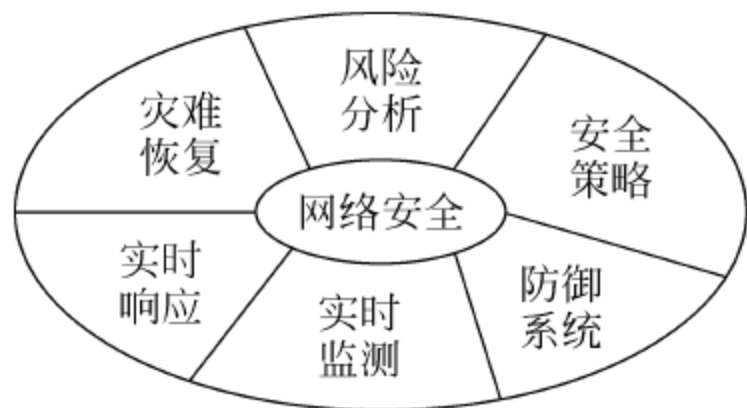 风险
分析
安全
策略
防御
系统
实时
监测
实时
响应
灾难
恢复
网络安全